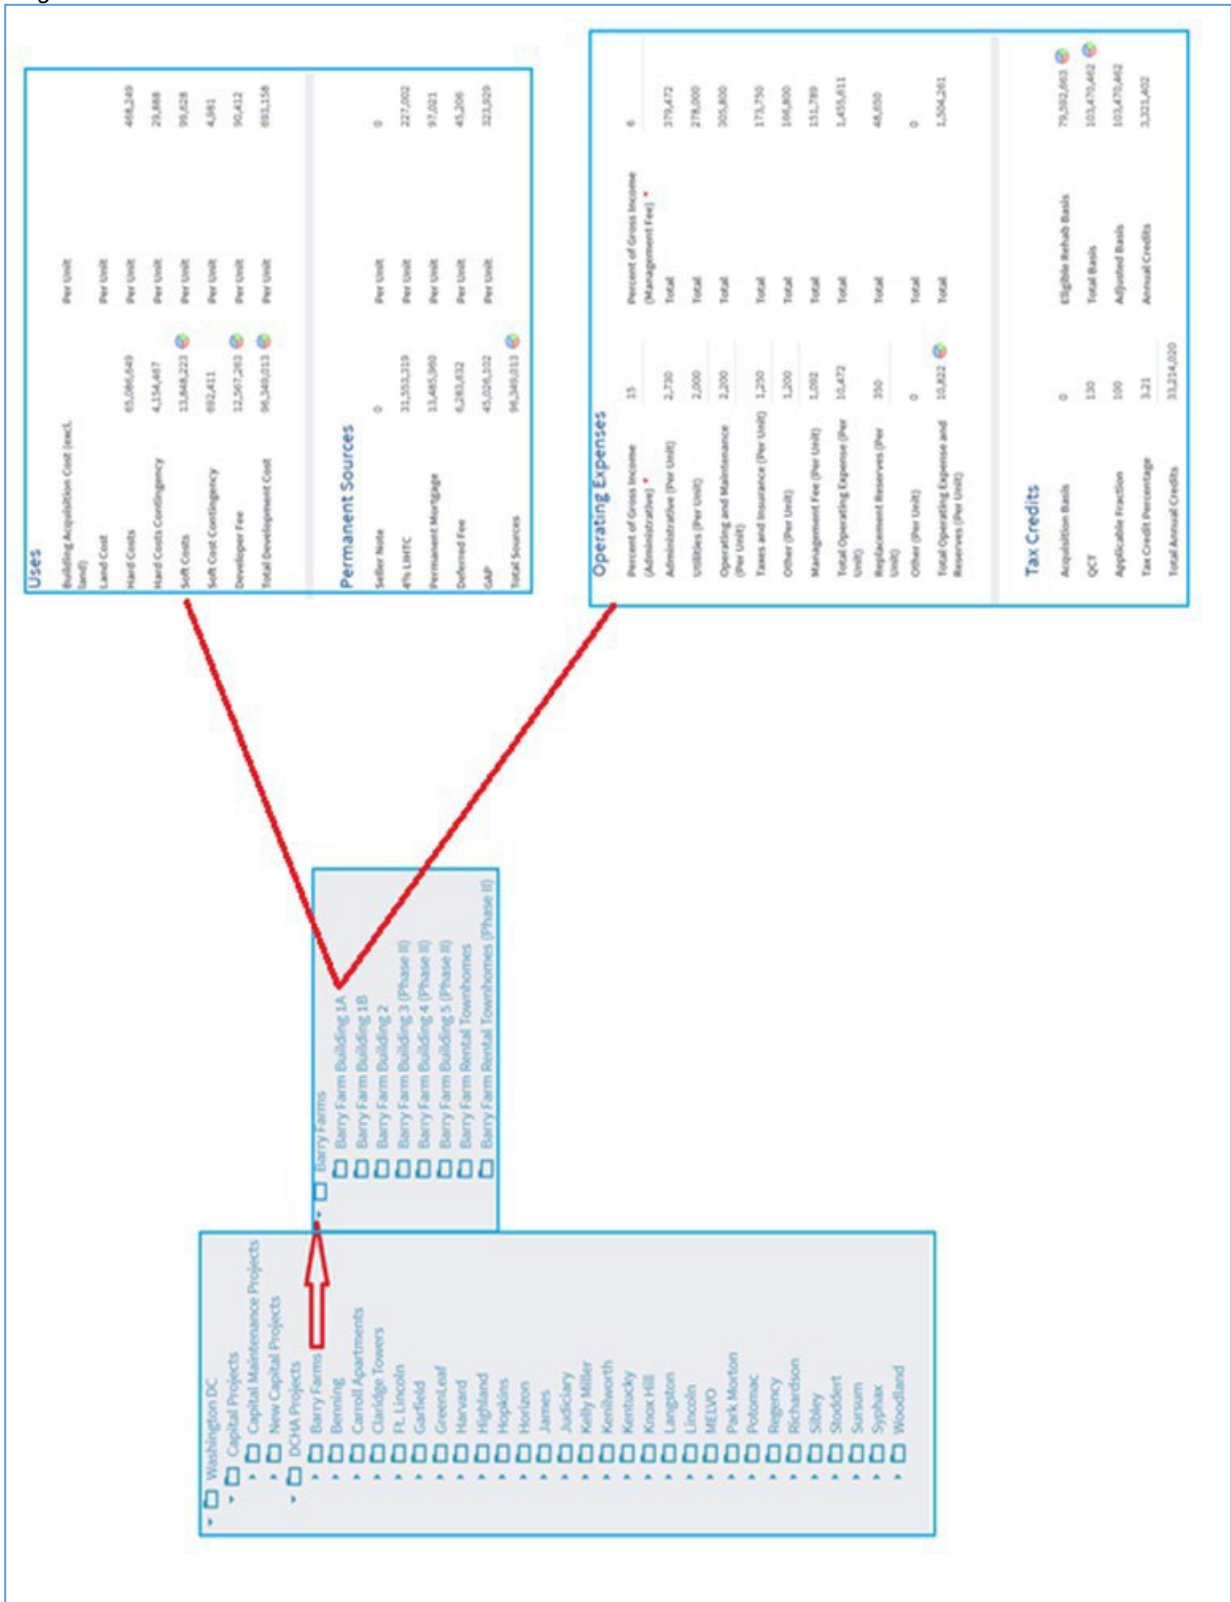 Washington DC
Capital Projects
Capital Maintenance Projects
New Capital Projects
DCHA Projects
Barry Farms
Benning
Carroll Apartments
Claridge Towers
Ft. Lincoln
Garfield
GreenLeaf
Harvard
Highland
Hopkins
Horizon
James
Judiciary
Kelly Miller
Kenilworth
Kentucky
Knox Hill
Langston
Lincoln
MELVO
Park Morton
Potomac
Regency
Richardson
Sibley
Stoddert
Sursum
Syphax
Woodland
Barry Farms
Barry Farm Building 1A
Barry Farm Building 1B
Barry Farm Building 2
Barry Farm Building 3 (Phase II)
Barry Farm Building 4 (Phase II)
Barry Farm Building 5 (Phase II)
Barry Farm Rental Townhomes
Barry Farm Rental Townhomes (Phase II)
Uses
Building Acquisition Cost (excl. Per Unit
land)
Land Cost Per Unit
Hard Costs 65,086,649 Per Unit 468,249
Hard Costs Contingency 4,154,467 Per Unit 29,888
Soft Costs 13,848,223 Per Unit 99,628
Soft Cost Contingency 692,411 Per Unit 4,981
Developer Fee 12,567,263 Per Unit 90,412
Total Development Cost 96,349,013 Per Unit 693,158
Permanent Sources
Seller Note 0 Per Unit 0
4% LIHTC 31,553,319 Per Unit 227,002
Permanent Mortgage 13,485,960 Per Unit 97,021
Deferred Fee 6,283,632 Per Unit 45,206
GAP 45,026,102 Per Unit 323,929
Total Sources 96,349,013
Operating Expenses
Percent of Gross Income 15 Percent of Gross Income 6
(Administrative) * (Management Fee) *
Administrative (Per Unit) 2,730 Total 379,472
Utilities (Per Unit) 2,000 Total 278,000
Operating and Maintenance 2,200 Total 305,800
(Per Unit)
Taxes and Insurance (Per Unit) 1,250 Total 173,750
Other (Per Unit) 1,200 Total 166,800
Management Fee (Per Unit) 1,092 Total 151,789
Total Operating Expense (Per 10,472 Total 1,455,611
Unit)
Replacement Reserves (Per 350 Total 48,650
Unit)
Other (Per Unit) 0 Total 0
Total Operating Expense and 10,822 Total 1,504,261
Reserves (Per Unit)
Tax Credits
Acquisition Basis 0 Eligible Rehab Basis 79,592,663
QCT 130 Total Basis 103,470,462
Applicable Fraction 100 Adjusted Basis 103,470,462
Tax Credit Percentage 3.21 Annual Credits 3,321,402
Total Annual Credits 33,214,020